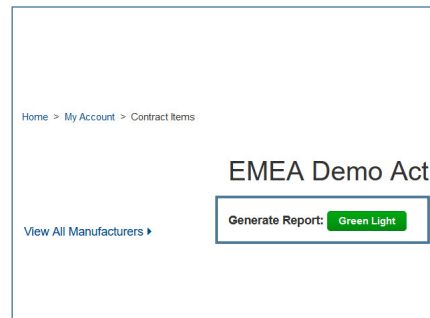 Home > My Account > Contract Items
EMEA Demo Act
Generate Report: Green Light
View All Manufacturers